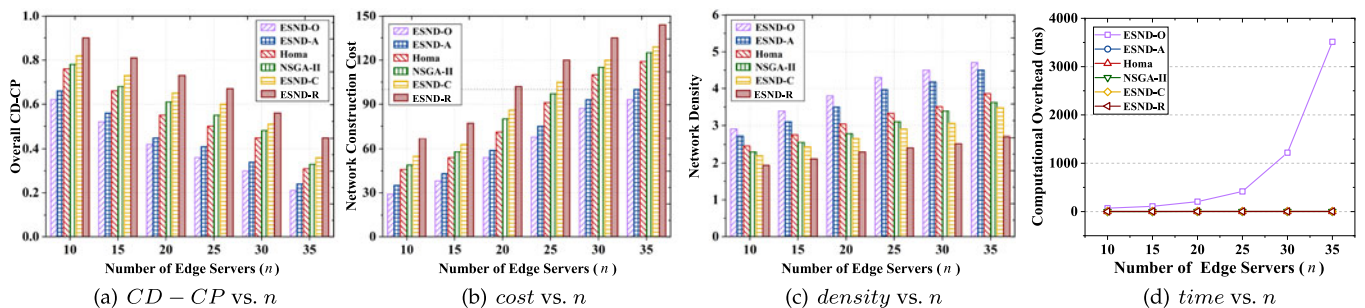 Overall CD-CP
1.0
0.8
0.6
0.4
0.2
0.0
ESND-O
ESND-A
Homa
NSGA-II
ESND-C
ESND-R
10 15 20 25 30 35
Number of Edge Servers (n)
(a) CD − CP vs. n
Network Construction Cost
150
120
90
60
30
0
ESND-O
ESND-A
Homa
NSGA-II
ESND-C
ESND-R
10 15 20 25 30 35
Number of Edge Servers (n)
(b) cost vs. n
Network Density
6
5
4
3
2
1
0
ESND-O
ESND-A
Homa
NSGA-II
ESND-C
ESND-R
10 15 20 25 30 35
Number of Edge Servers (n)
(c) density vs. n
Computational Overhead (ms)
4000
3000
2000
1000
0
ESND-O
ESND-A
Homa
NSGA-II
ESND-C
ESND-R
10 15 20 25 30 35
Number of Edge Servers (n)
(d) time vs. n